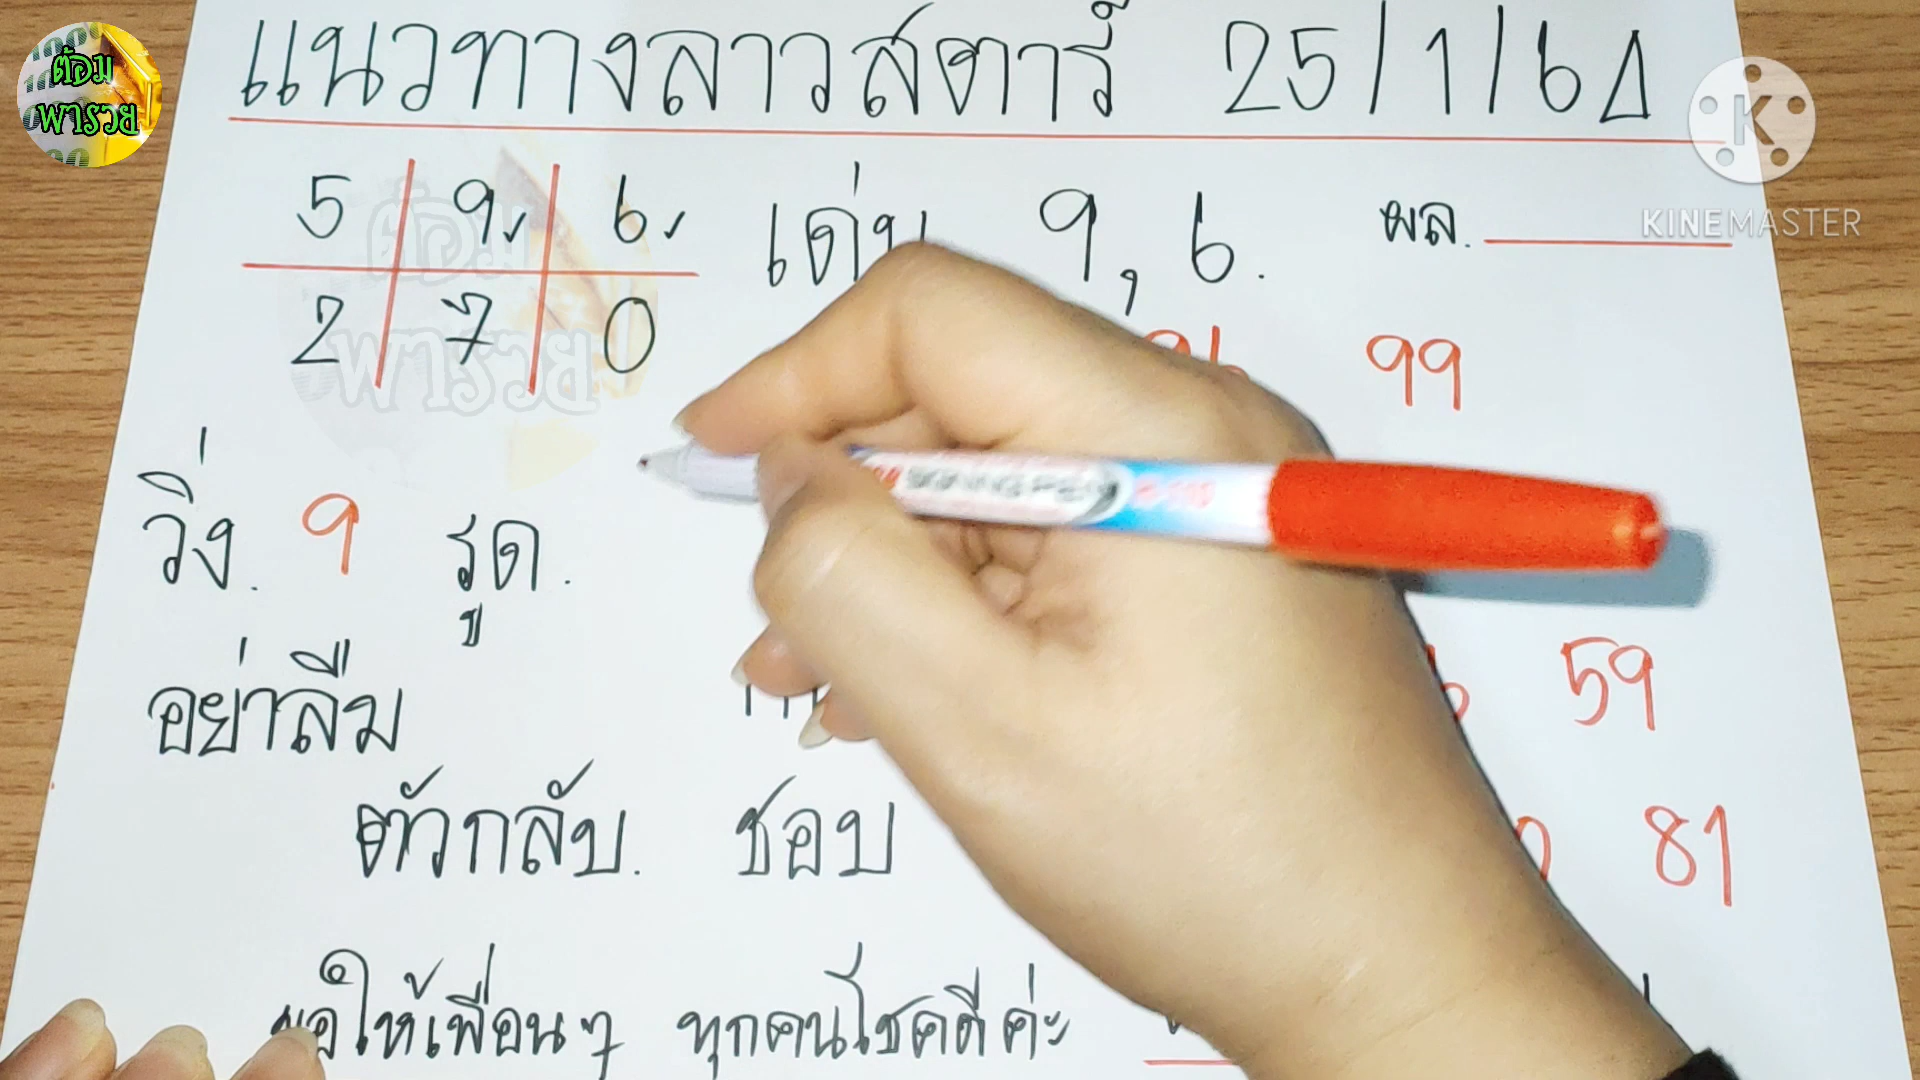 ต้อม
พารวย
แนวทางลาวสตาร์ 25/1/64
KINEMASTER
5 9 6 เด่น 9, 6. ผล.
2 7 0
99
วิ่ง. 9 รูด.
59
อย่าลืม
81
ตัวกลับ. ชอบ
ขอให้เพื่อนๆ ทุกคนโชคดีค่ะ